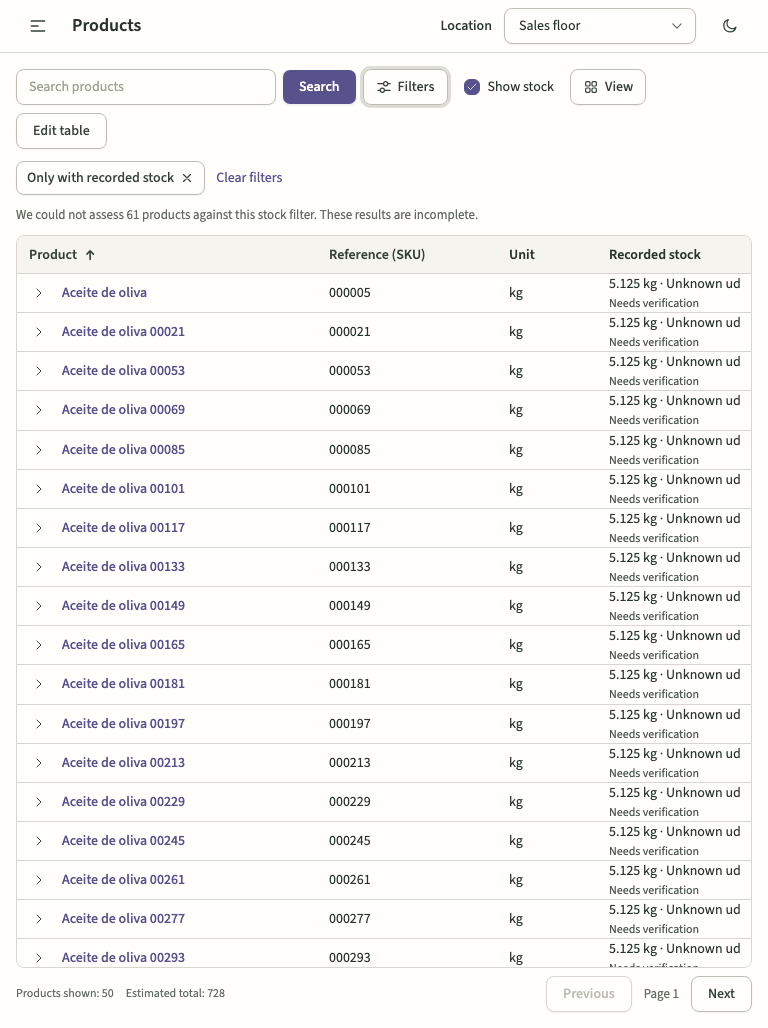 Products
Location
Sales floor
Search products
Search
Filters
Show stock
View
Edit table
Only with recorded stock
Clear filters
We could not assess 61 products against this stock filter. These results are incomplete.
Product Reference (SKU) Unit Recorded stock
Aceite de oliva 000005 kg 5.125 kg · Unknown ud
Needs verification
Aceite de oliva 00021 000021 kg 5.125 kg · Unknown ud
Needs verification
Aceite de oliva 00053 000053 kg 5.125 kg · Unknown ud
Needs verification
Aceite de oliva 00069 000069 kg 5.125 kg · Unknown ud
Needs verification
Aceite de oliva 00085 000085 kg 5.125 kg · Unknown ud
Needs verification
Aceite de oliva 00101 000101 kg 5.125 kg · Unknown ud
Needs verification
Aceite de oliva 00117 000117 kg 5.125 kg · Unknown ud
Needs verification
Aceite de oliva 00133 000133 kg 5.125 kg · Unknown ud
Needs verification
Aceite de oliva 00149 000149 kg 5.125 kg · Unknown ud
Needs verification
Aceite de oliva 00165 000165 kg 5.125 kg · Unknown ud
Needs verification
Aceite de oliva 00181 000181 kg 5.125 kg · Unknown ud
Needs verification
Aceite de oliva 00197 000197 kg 5.125 kg · Unknown ud
Needs verification
Aceite de oliva 00213 000213 kg 5.125 kg · Unknown ud
Needs verification
Aceite de oliva 00229 000229 kg 5.125 kg · Unknown ud
Needs verification
Aceite de oliva 00245 000245 kg 5.125 kg · Unknown ud
Needs verification
Aceite de oliva 00261 000261 kg 5.125 kg · Unknown ud
Needs verification
Aceite de oliva 00277 000277 kg 5.125 kg · Unknown ud
Needs verification
Aceite de oliva 00293 000293 kg 5.125 kg · Unknown ud
Products shown: 50 Estimated total: 728
Previous
Page 1
Next